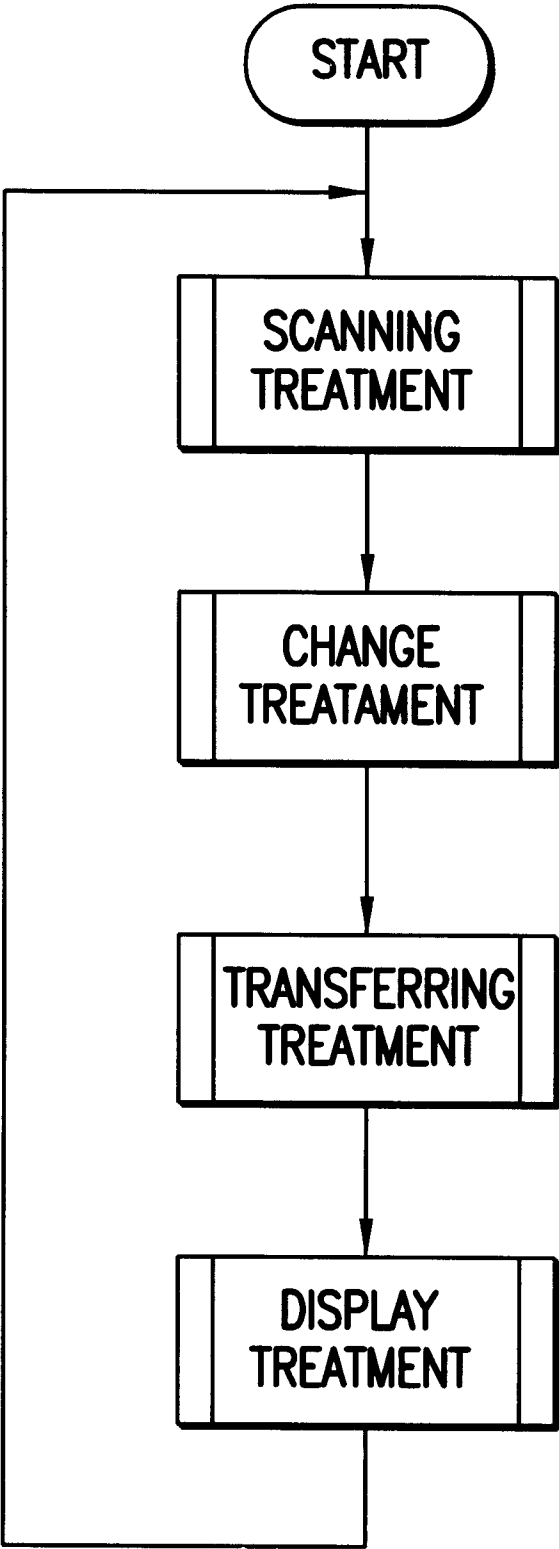 START
SCANNING
TREATMENT
CHANGE
TREATAMENT
TRANSFERRING
TREATMENT
DISPLAY
TREATMENT